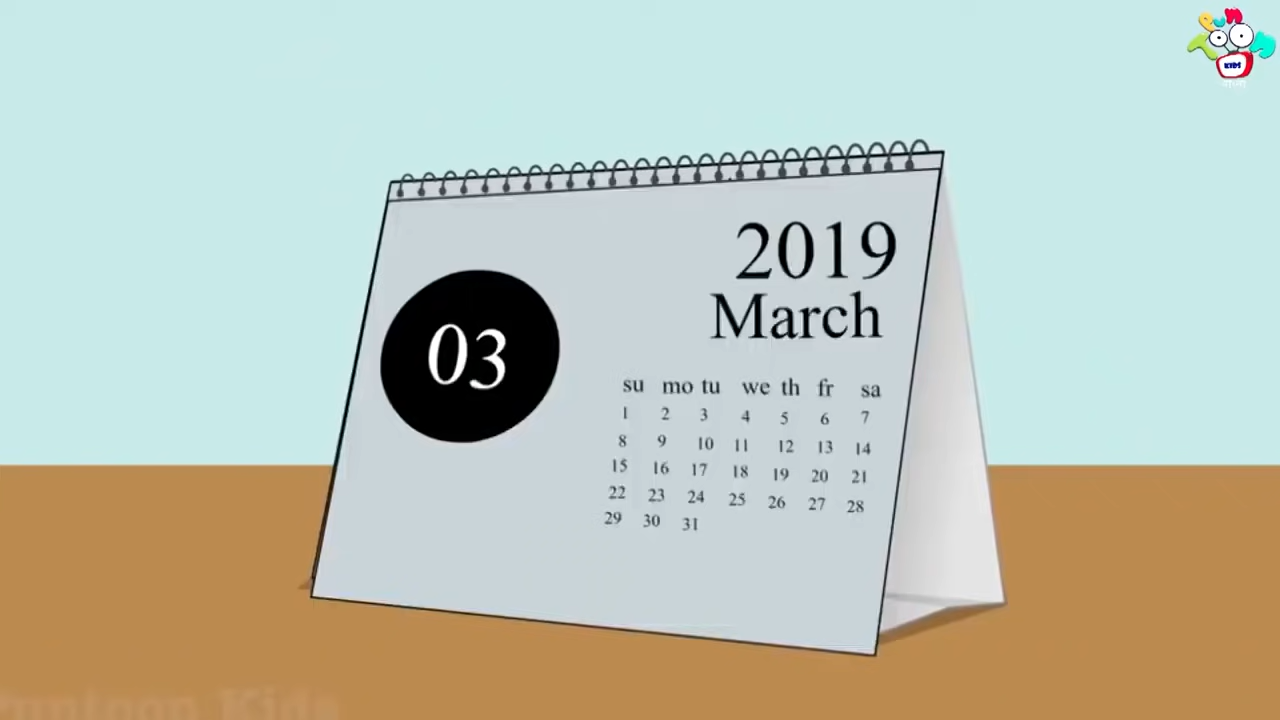 2019
March
03
su mo tu we th fr sa
1 2 3 4 5 6 7
8 9 10 11 12 13 14
15 16 17 18 19 20 21
22 23 24 25 26 27 28
29 30 31
KIDS